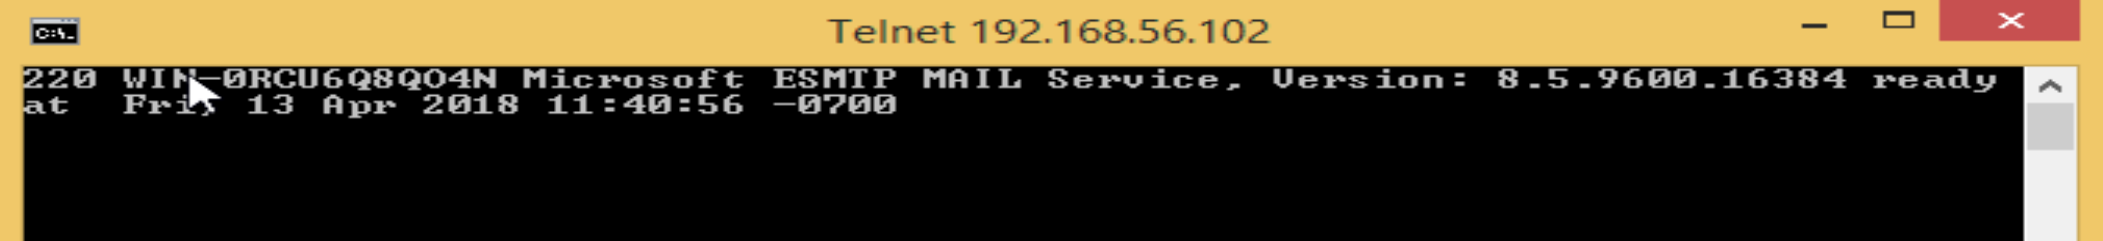 Telnet 192.168.56.102
220 WIN-0RCU6Q8QO4N Microsoft ESMTP MAIL Service, Version: 8.5.9600.16384 ready
at  Fri, 13 Apr 2018 11:40:56 -0700